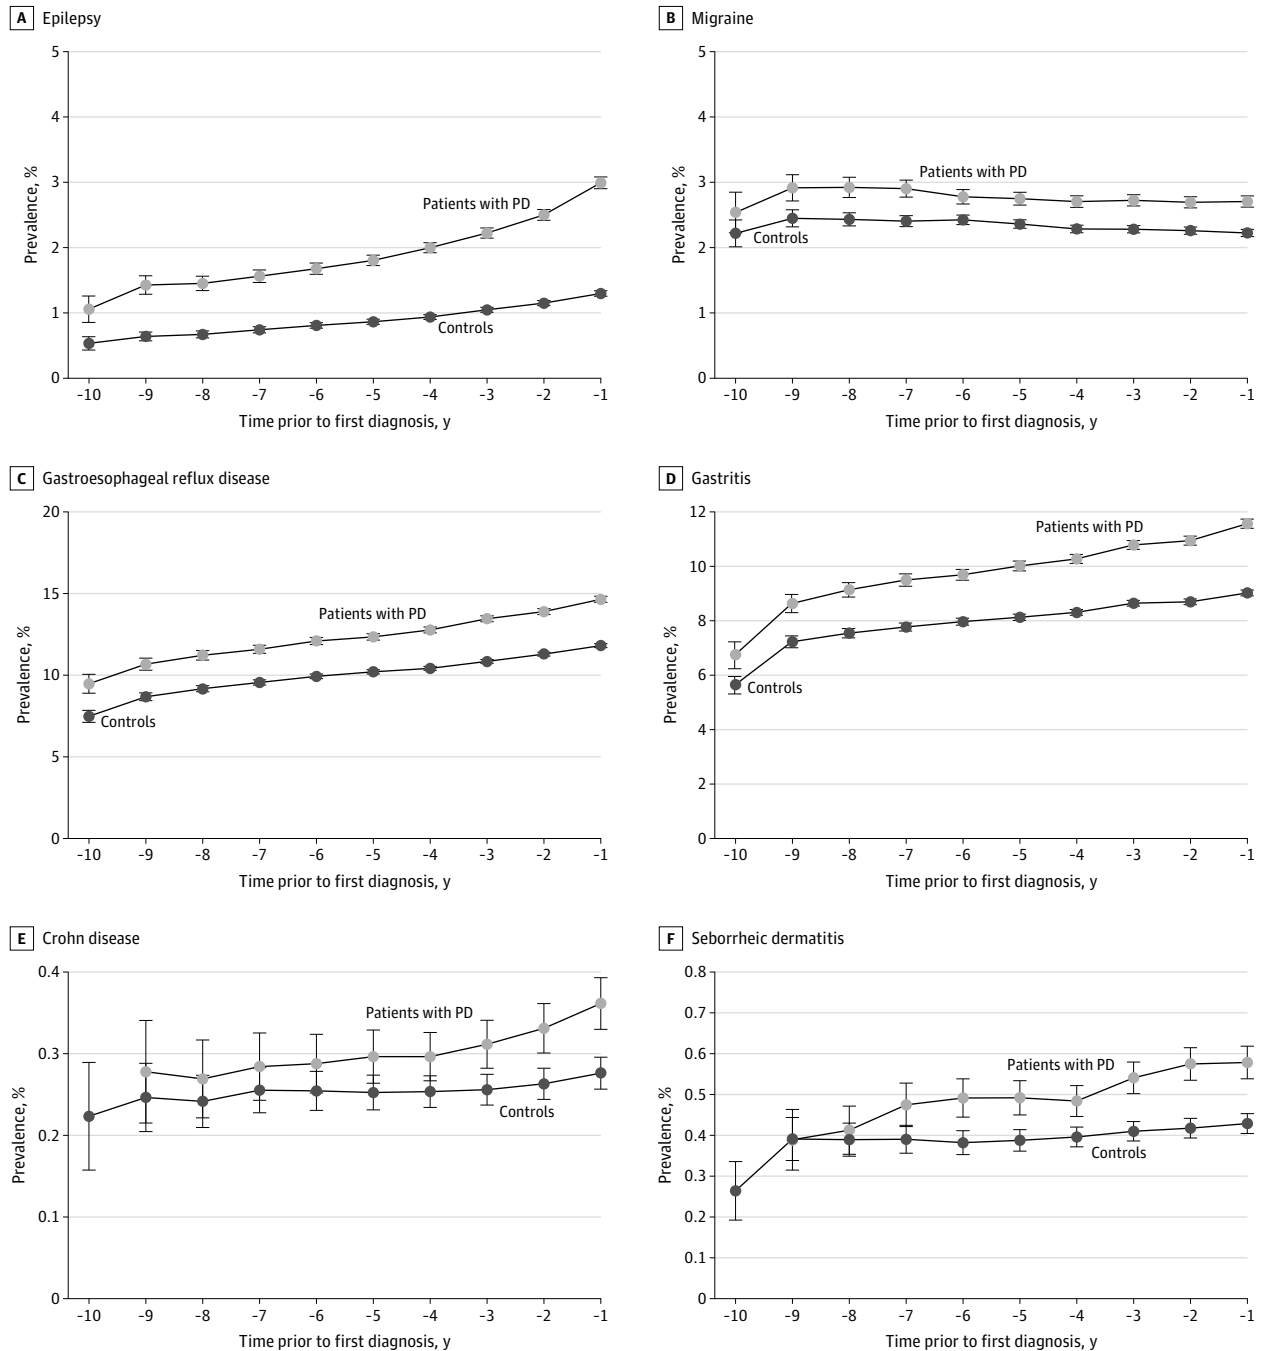 A Epilepsy
5
4
3
2
1
0
Prevalence, %
Patients with PD
Controls
-10 -9 -8 -7 -6 -5 -4 -3 -2 -1
Time prior to first diagnosis, y
B Migraine
5
4
3
2
1
0
Prevalence, %
Patients with PD
Controls
-10 -9 -8 -7 -6 -5 -4 -3 -2 -1
Time prior to first diagnosis, y
C Gastroesophageal reflux disease
20
15
10
5
0
Prevalence, %
Patients with PD
Controls
-10 -9 -8 -7 -6 -5 -4 -3 -2 -1
Time prior to first diagnosis, y
D Gastritis
12
10
8
6
4
2
0
Prevalence, %
Patients with PD
Controls
-10 -9 -8 -7 -6 -5 -4 -3 -2 -1
Time prior to first diagnosis, y
E Crohn disease
0.4
0.3
0.2
0.1
0
Prevalence, %
Patients with PD
Controls
-10 -9 -8 -7 -6 -5 -4 -3 -2 -1
Time prior to first diagnosis, y
F Seborrheic dermatitis
0.8
0.7
0.6
0.5
0.4
0.3
0.2
0.1
0
Prevalence, %
Patients with PD
Controls
-10 -9 -8 -7 -6 -5 -4 -3 -2 -1
Time prior to first diagnosis, y